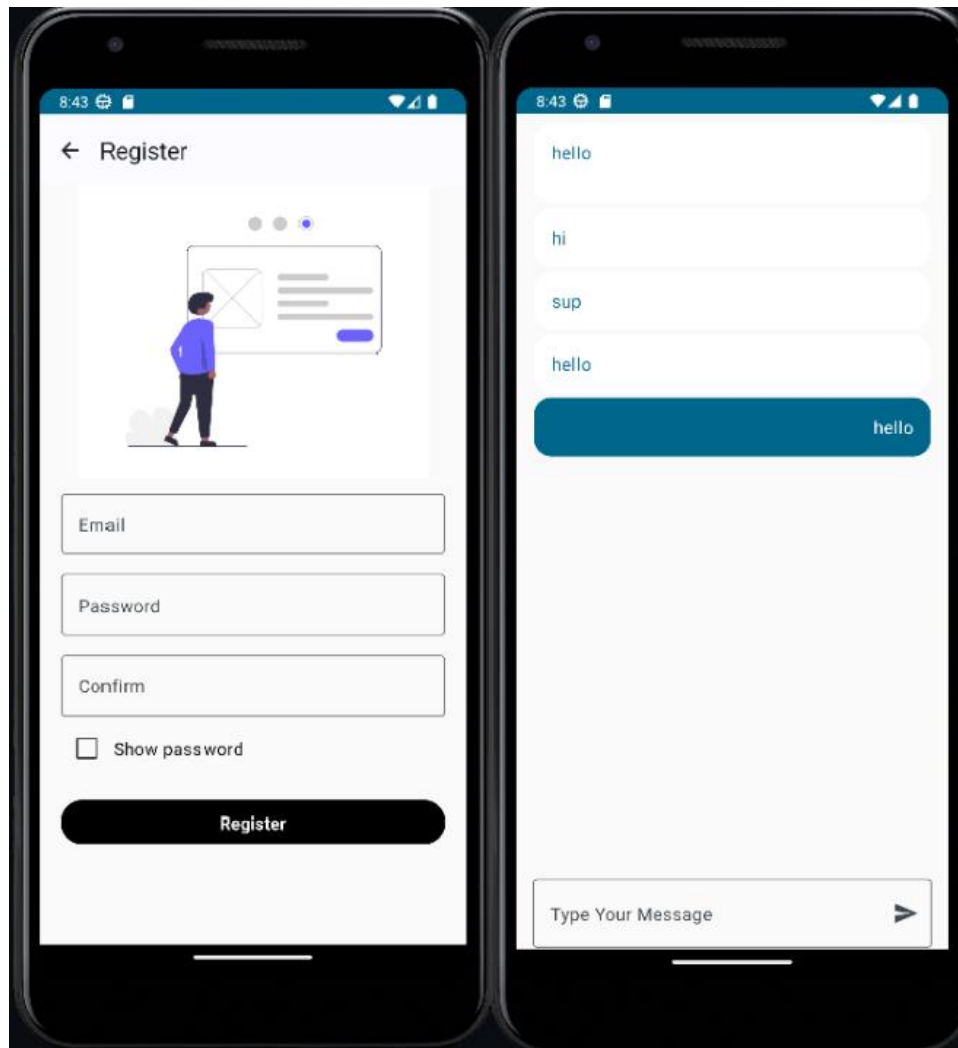 8:43
Register
Email
Password
Confirm
Show password
Register
8:43
hello
hi
sup
hello
hello
Type Your Message